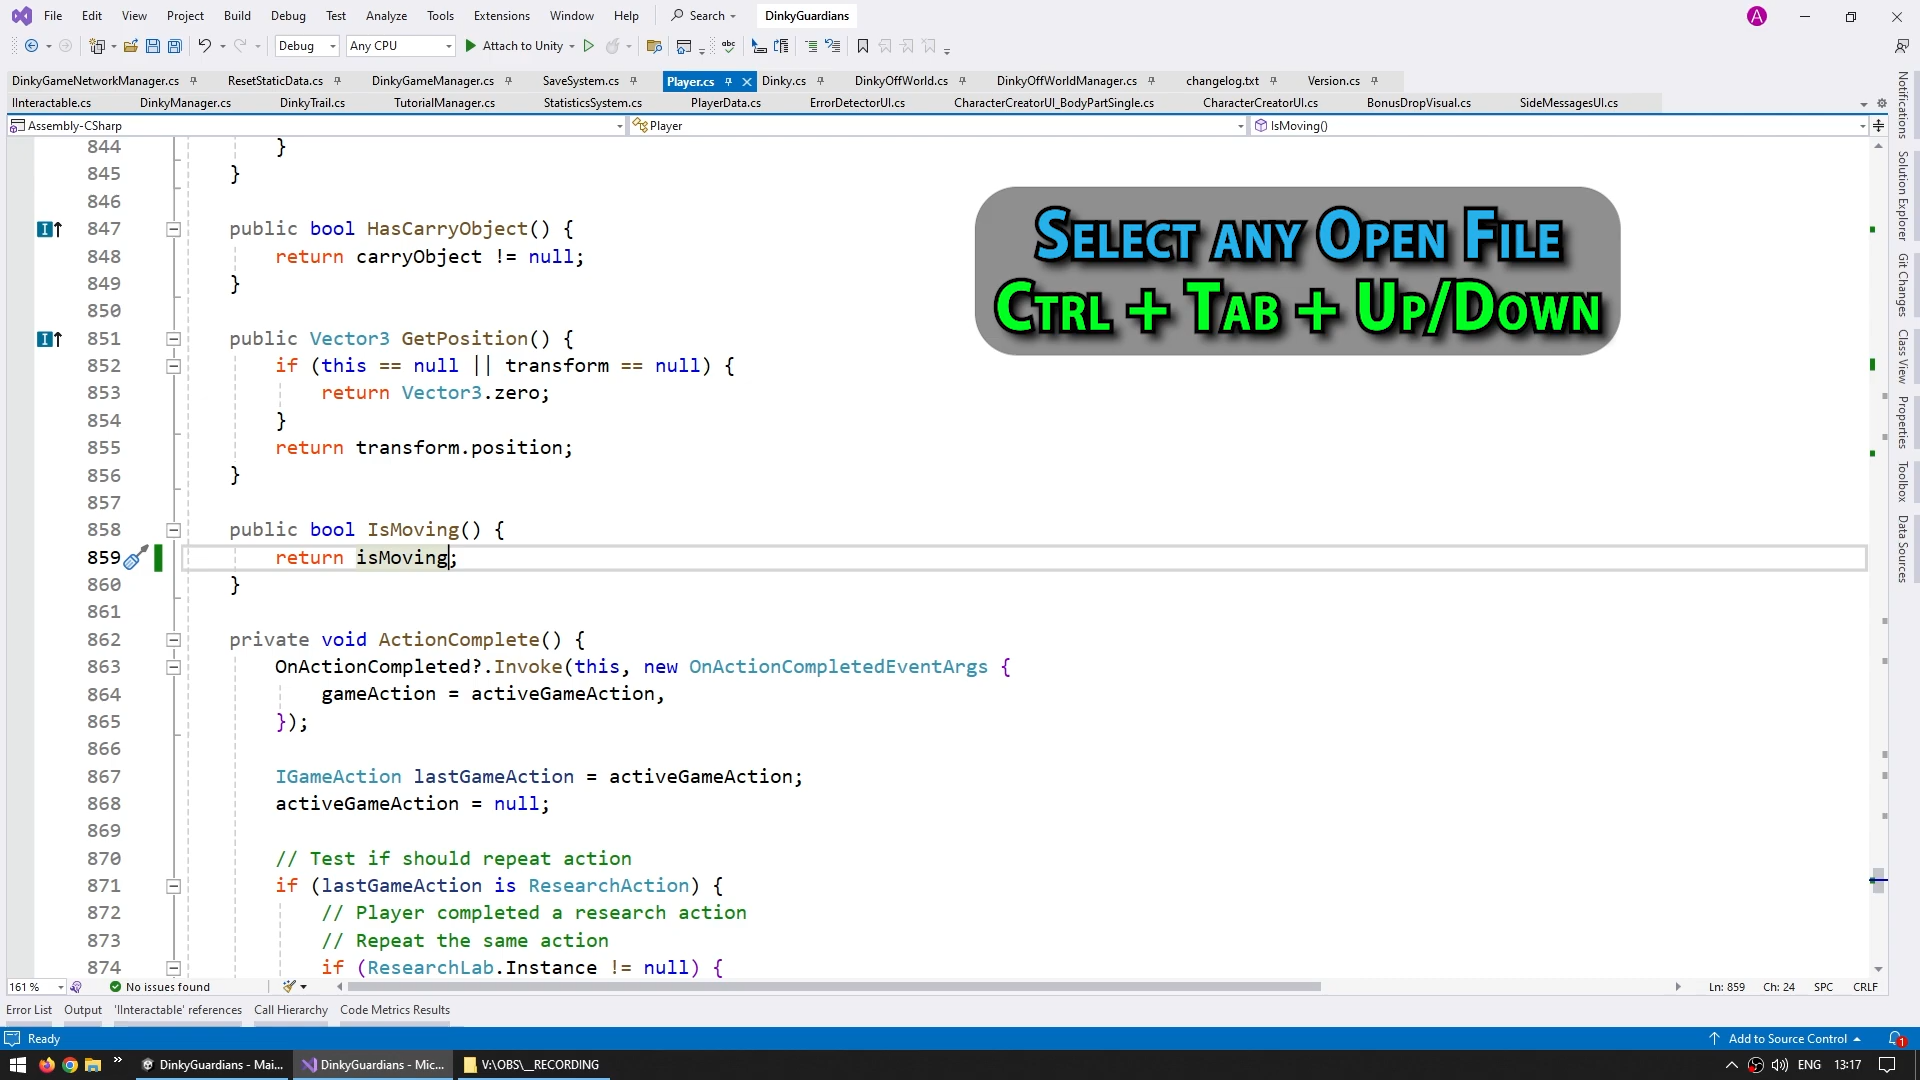 File Edit View Project Build Debug Test Analyze Tools Extensions Window Help Search DinkyGuardians A
Debug Any CPU Attach to Unity
DinkyGameNetworkManager.cs ResetStaticData.cs DinkyGameManager.cs SaveSystem.cs Player.cs Dinky.cs DinkyOffWorld.cs DinkyOffWorldManager.cs changelog.txt Version.cs
IInteractable.cs DinkyManager.cs DinkyTrail.cs TutorialManager.cs StatisticsSystem.cs PlayerData.cs ErrorDetectorUI.cs CharacterCreatorUI_BodyPartSingle.cs CharacterCreatorUI.cs BonusDropVisual.cs SideMessagesUI.cs
Assembly-CSharp Player IsMoving()
844 }
845 }
846
847 public bool HasCarryObject() {
848 return carryObject != null;
849 }
850
851 public Vector3 GetPosition() {
852 if (this == null || transform == null) {
853 return Vector3.zero;
854 }
855 return transform.position;
856 }
857
858 public bool IsMoving() {
859 return isMoving;
860 }
861
862 private void ActionComplete() {
863 OnActionCompleted?.Invoke(this, new OnActionCompletedEventArgs {
864 gameAction = activeGameAction,
865 });
866
867 IGameAction lastGameAction = activeGameAction;
868 activeGameAction = null;
869
870 // Test if should repeat action
871 if (lastGameAction is ResearchAction) {
872 // Player completed a research action
873 // Repeat the same action
874 if (ResearchLab.Instance != null) {
Select any Open File
Ctrl + Tab + Up/Down
Notifications
Solution Explorer
Git Changes
Class View
Properties
Toolbox
Data Sources
161 % No issues found Ln: 859 Ch: 24 SPC CRLF
Error List Output 'IInteractable' references Call Hierarchy Code Metrics Results
Ready Add to Source Control 1
DinkyGuardians - Mai... DinkyGuardians - Mic... V:\OBS\__RECORDING ENG 13:17